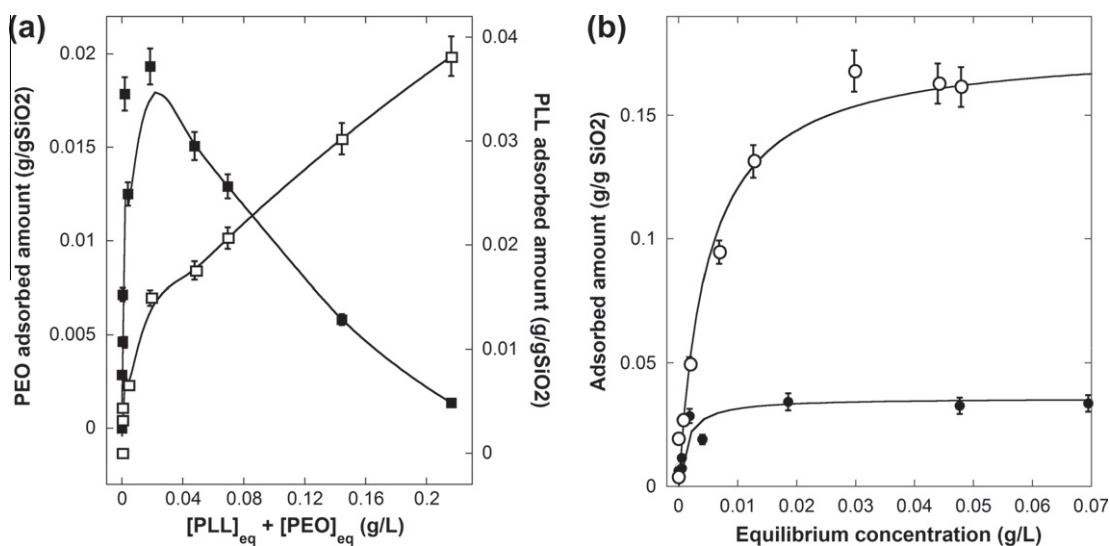 (a)
PEO adsorbed amount (g/gSiO2)
0.02
0.015
0.01
0.005
0
0.04
0.03
0.02
0.01
0
PLL adsorbed amount (g/gSiO2)
0 0.04 0.08 0.12 0.16 0.2
[PLL]eq + [PEO]eq (g/L)
(b)
Adsorbed amount (g/g SiO2)
0.15
0.1
0.05
0
0 0.01 0.02 0.03 0.04 0.05 0.06 0.07
Equilibrium concentration (g/L)